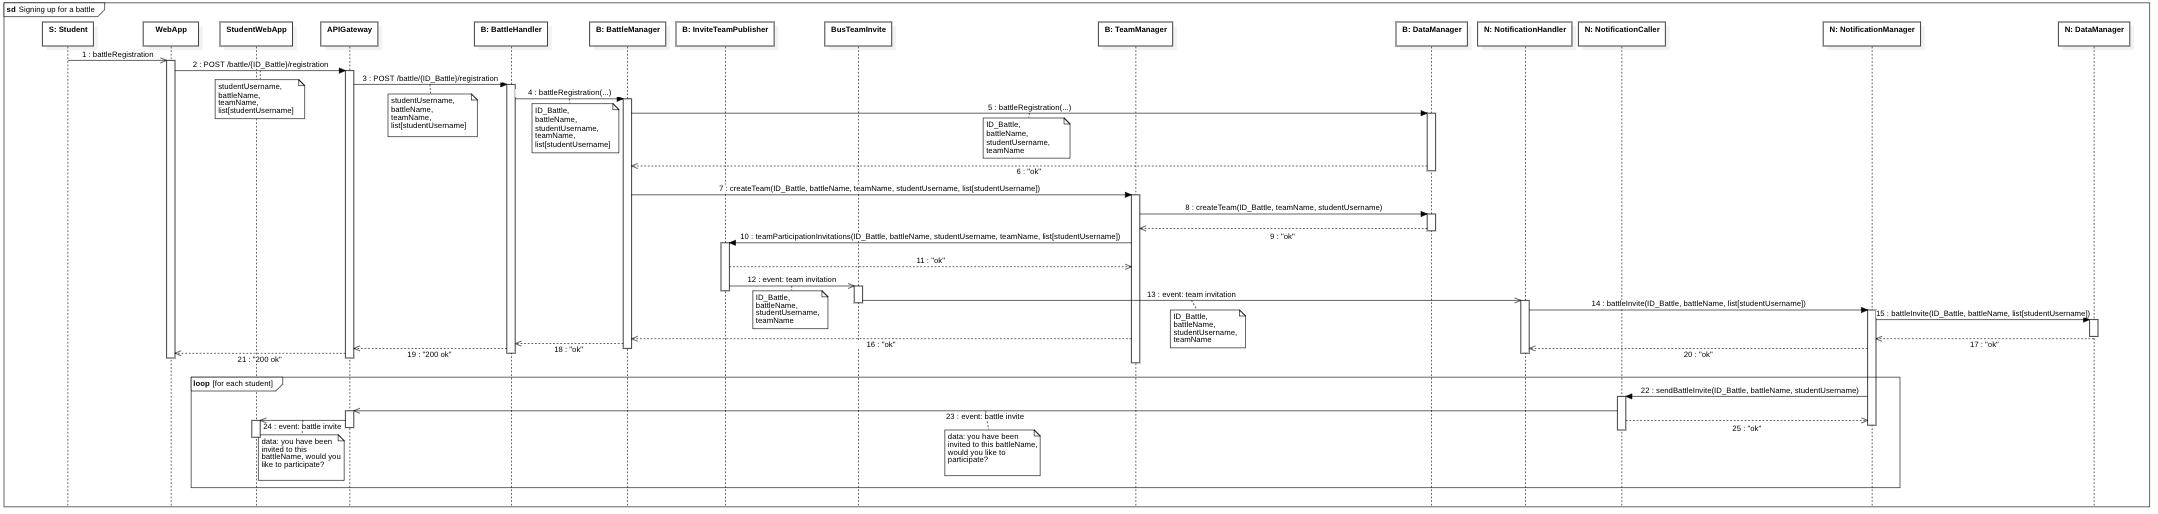 sd Signing up for a battle
S: Student
WebApp
StudentWebApp
APIGateway
B: BattleHandler
B: BattleManager
B: InviteTeamPublisher
BusTeamInvite
B: TeamManager
B: DataManager
N: NotificationHandler
N: NotificationCaller
N: NotificationManager
N: DataManager
1 : battleRegistration
2 : POST /battle/{ID_Battle}/registration
studentUsername,
battleName,
teamName,
list[studentUsername]
3 : POST /battle/{ID_Battle}/registration
studentUsername,
battleName,
teamName,
list[studentUsername]
4 : battleRegistration(...)
ID_Battle,
battleName,
studentUsername,
teamName,
list[studentUsername]
5 : battleRegistration(...)
ID_Battle,
battleName,
studentUsername,
teamName
6 : "ok"
7 : createTeam(ID_Battle, battleName, teamName, studentUsername, list[studentUsername])
8 : createTeam(ID_Battle, teamName, studentUsername)
9 : "ok"
10 : teamParticipationInvitations(ID_Battle, battleName, studentUsername, teamName, list[studentUsername])
11 : "ok"
12 : event: team invitation
ID_Battle,
battleName,
studentUsername,
teamName
13 : event: team invitation
ID_Battle,
battleName,
studentUsername,
teamName
14 : battleInvite(ID_Battle, battleName, list[studentUsername])
15 : battleInvite(ID_Battle, battleName, list[studentUsername])
16 : "ok"
17 : "ok"
18 : "ok"
19 : "200 ok"
20 : "ok"
21 : "200 ok"
loop [for each student]
22 : sendBattleInvite(ID_Battle, battleName, studentUsername)
23 : event: battle invite
data: you have been
invited to this battleName,
would you like to
participate?
24 : event: battle invite
data: you have been
invited to this
battleName, would you
like to participate?
25 : "ok"